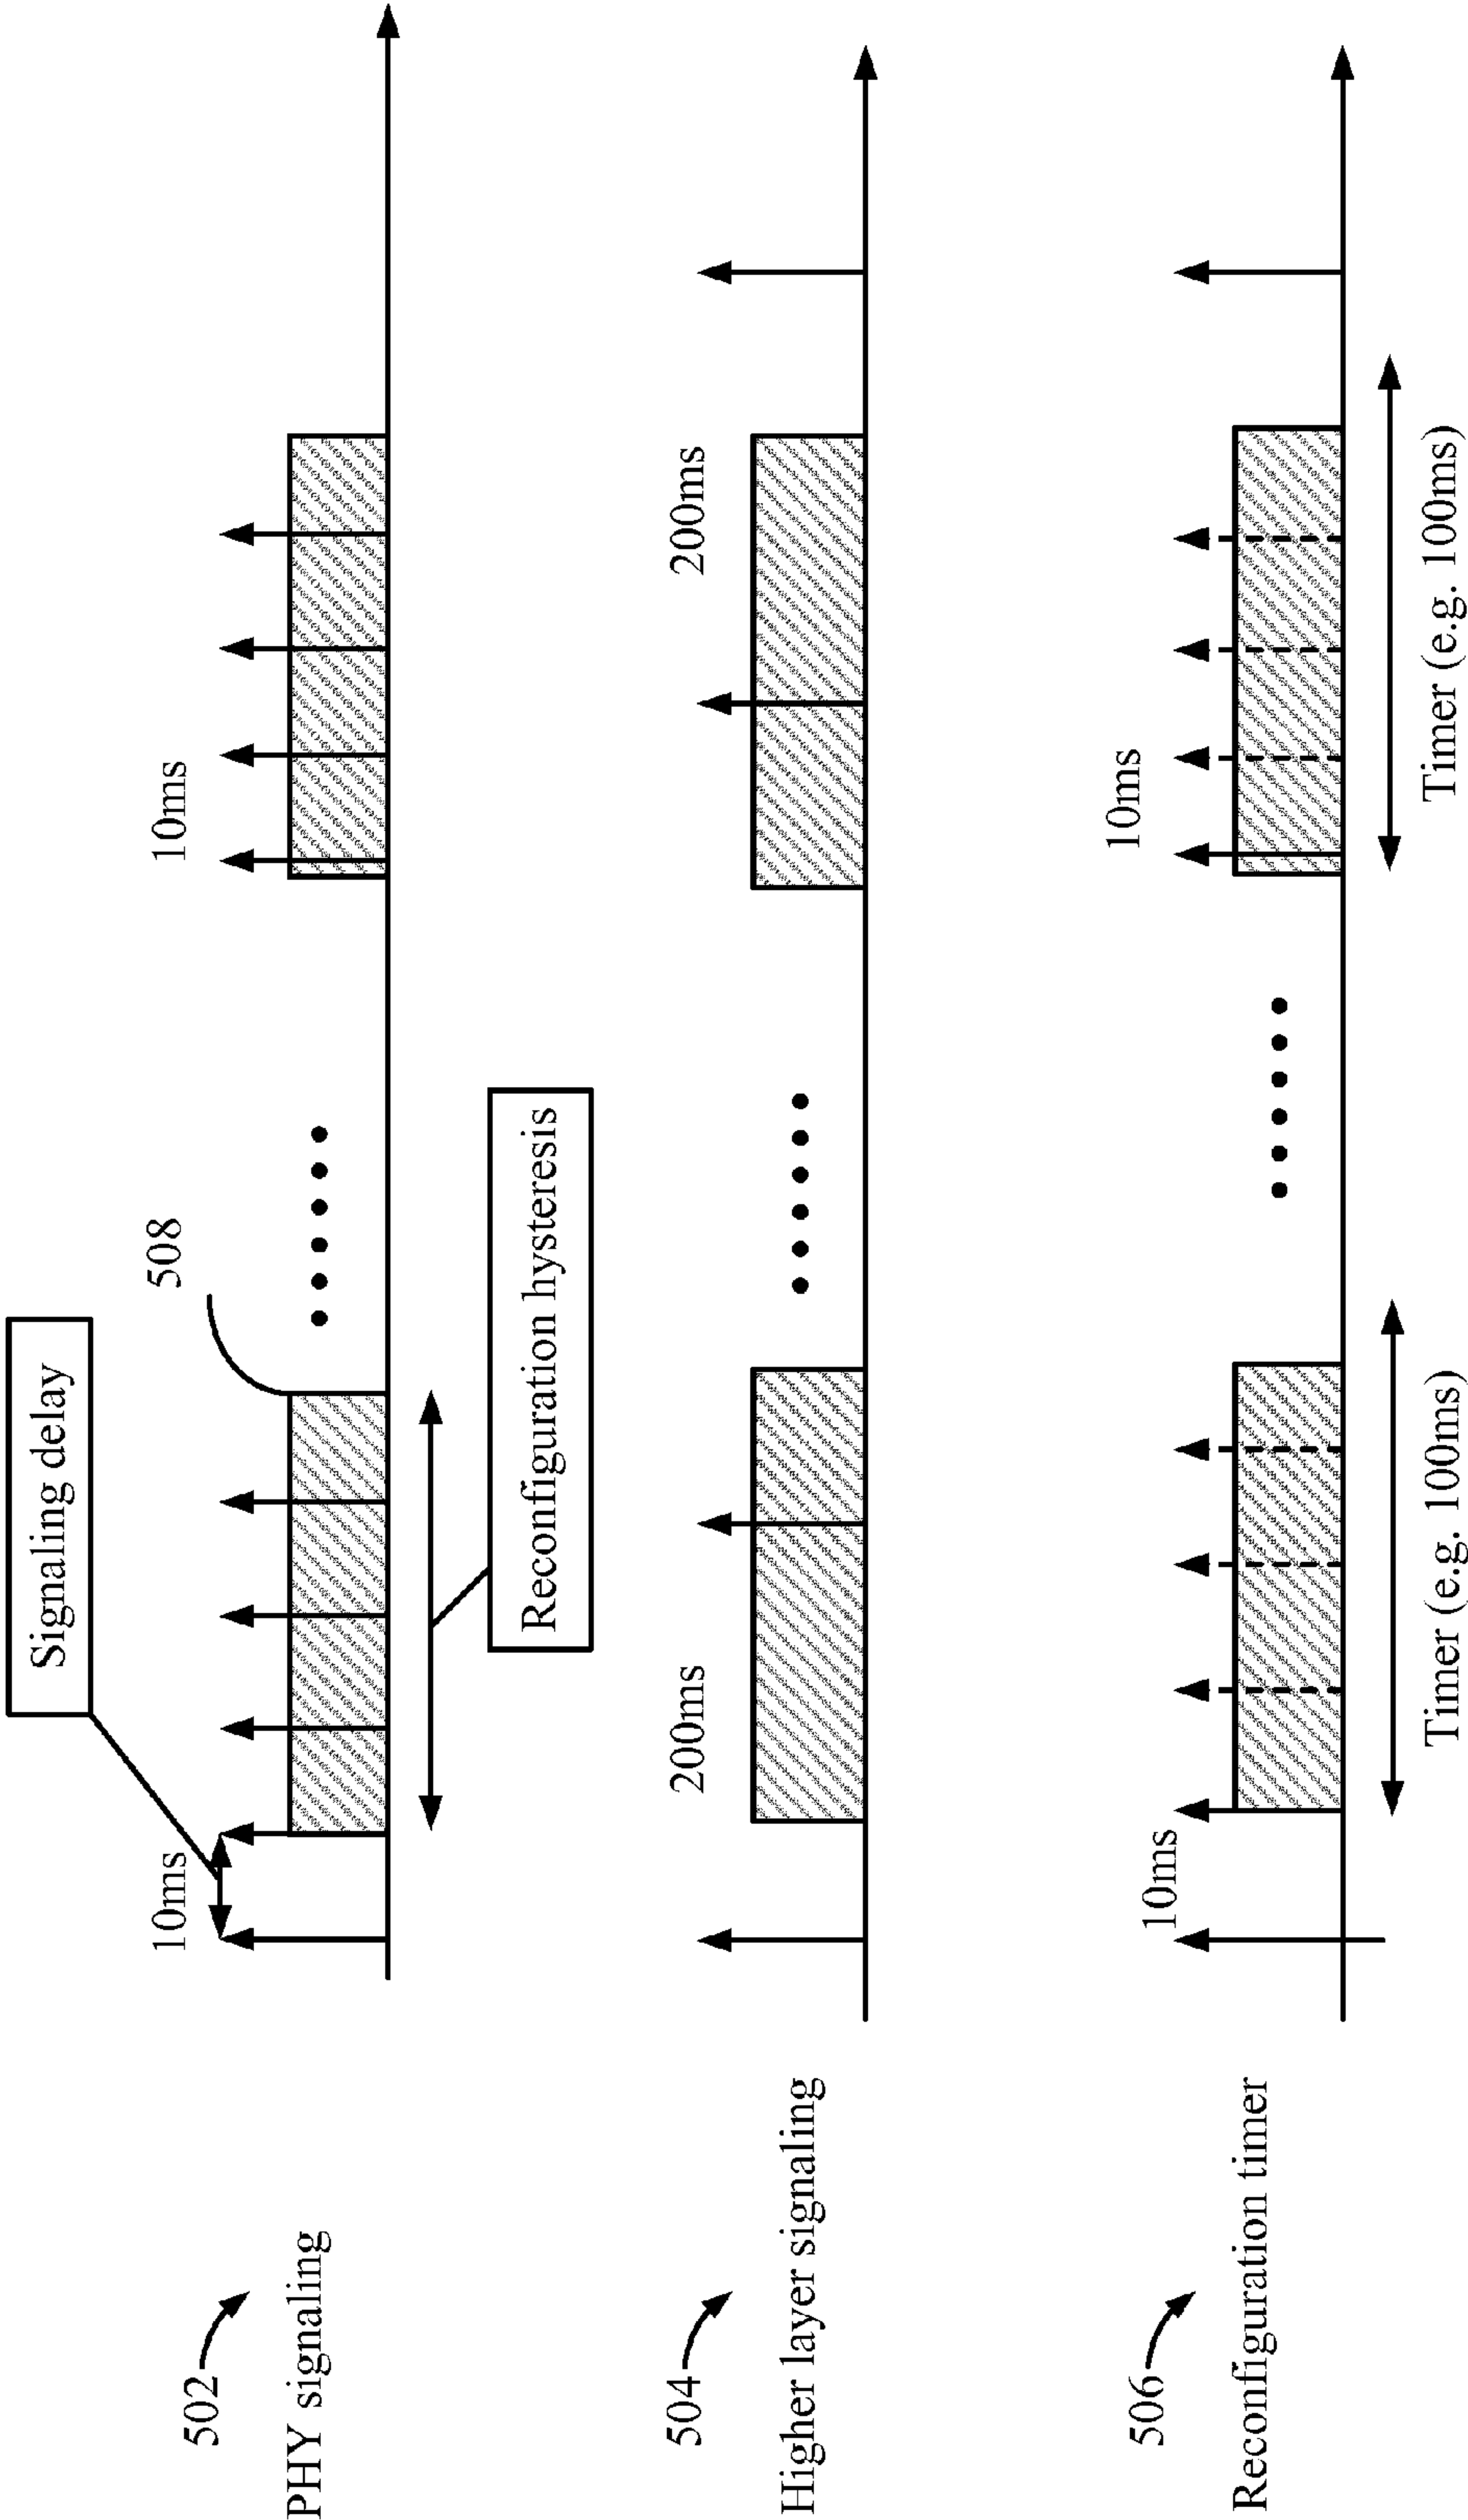 Signaling delay
508
10ms
10ms
502
PHY signaling
Reconfiguration hysteresis
200ms
200ms
504
Higher layer signaling
10ms
10ms
506
Reconfiguration timer
Timer (e.g. 100ms)
Timer (e.g. 100ms)